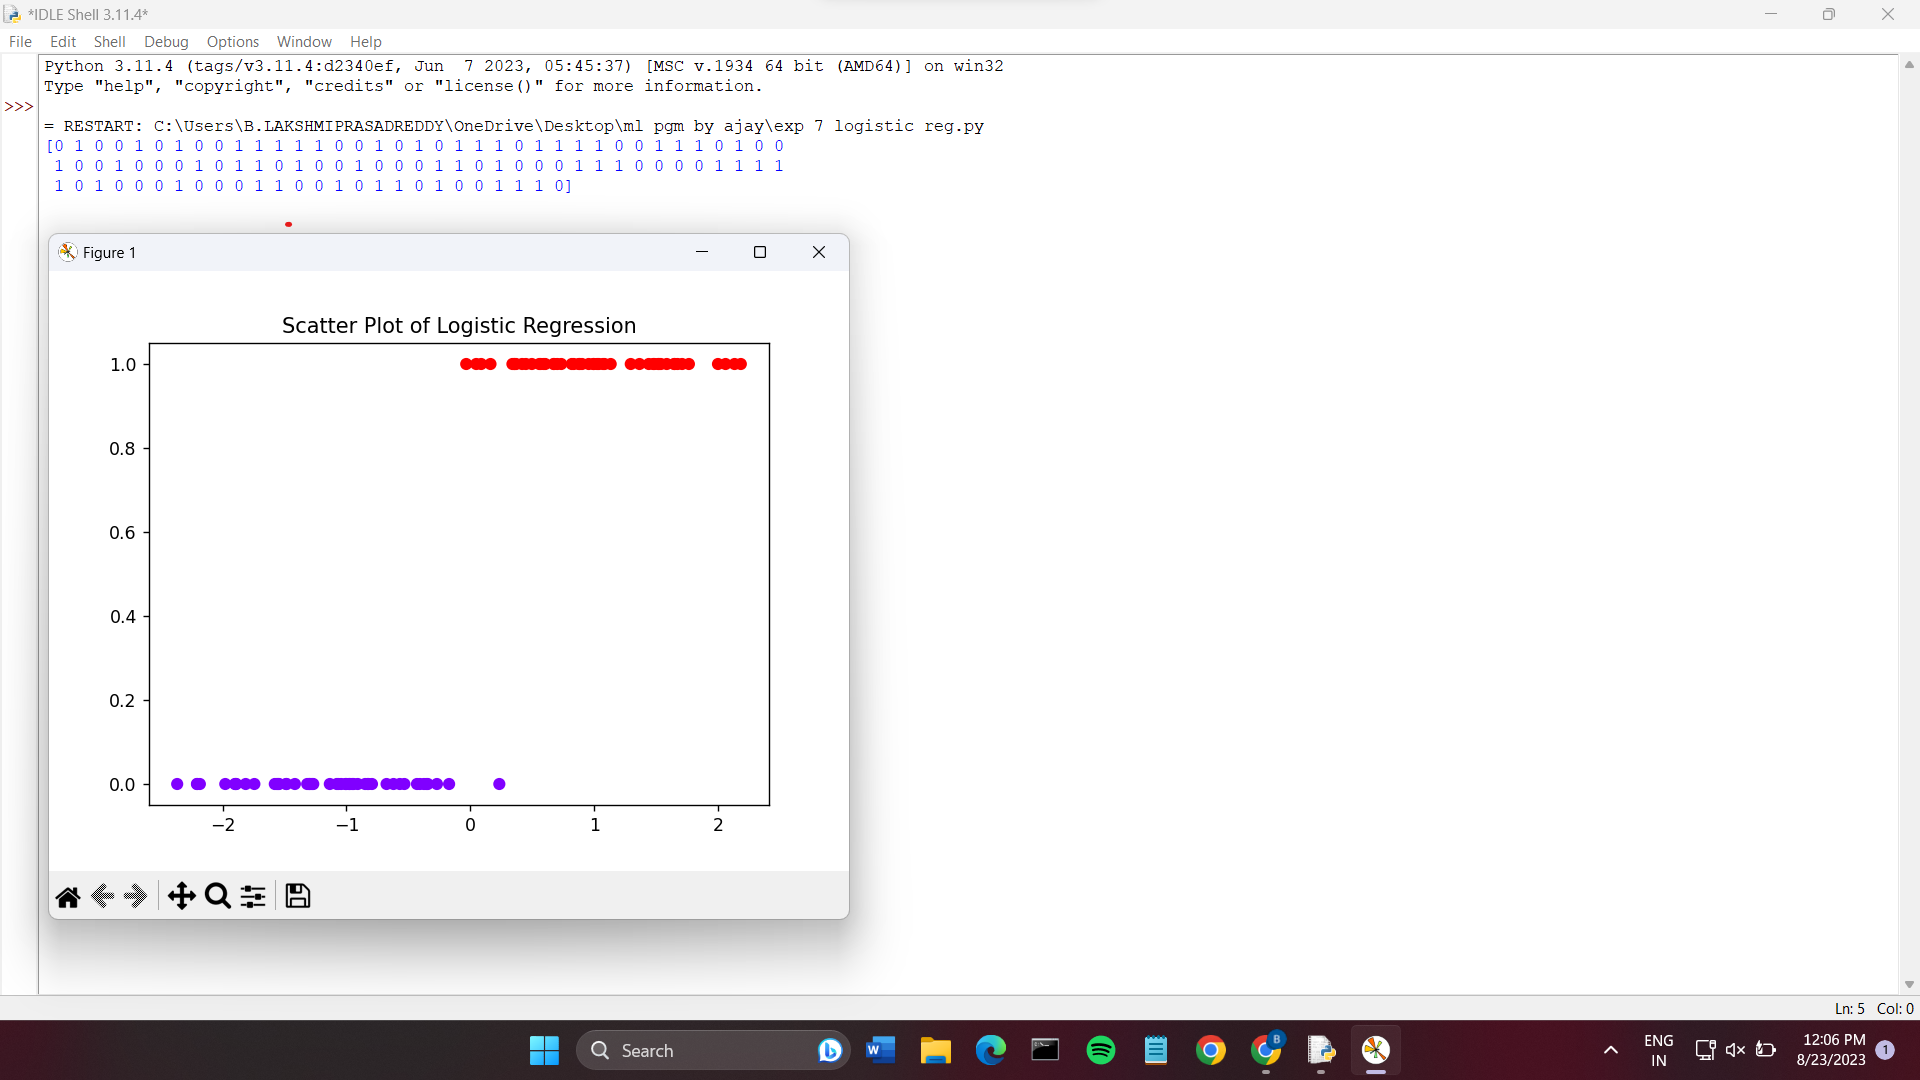 *IDLE Shell 3.11.4*
File Edit Shell Debug Options Window Help
Python 3.11.4 (tags/v3.11.4:d2340ef, Jun  7 2023, 05:45:37) [MSC v.1934 64 bit (AMD64)] on win32
Type "help", "copyright", "credits" or "license()" for more information.
>>>
= RESTART: C:\Users\B.LAKSHMIPRASADREDDY\OneDrive\Desktop\ml pgm by ajay\exp 7 logistic reg.py
[0 1 0 0 1 0 1 0 0 1 1 1 1 1 0 0 1 0 1 0 1 1 1 0 1 1 1 1 0 0 1 1 1 0 1 0 0
1 0 0 1 0 0 0 1 0 1 1 0 1 0 0 1 0 0 0 1 1 0 1 0 0 0 1 1 1 0 0 0 0 1 1 1 1
1 0 1 0 0 0 1 0 0 0 1 1 0 0 1 0 1 1 0 1 0 0 1 1 1 0]
Figure 1
Scatter Plot of Logistic Regression
1.0
0.8
0.6
0.4
0.2
0.0
−2 −1 0 1 2
Ln: 5 Col: 0
Search
W
B
ENG
IN
12:06 PM
8/23/2023
1